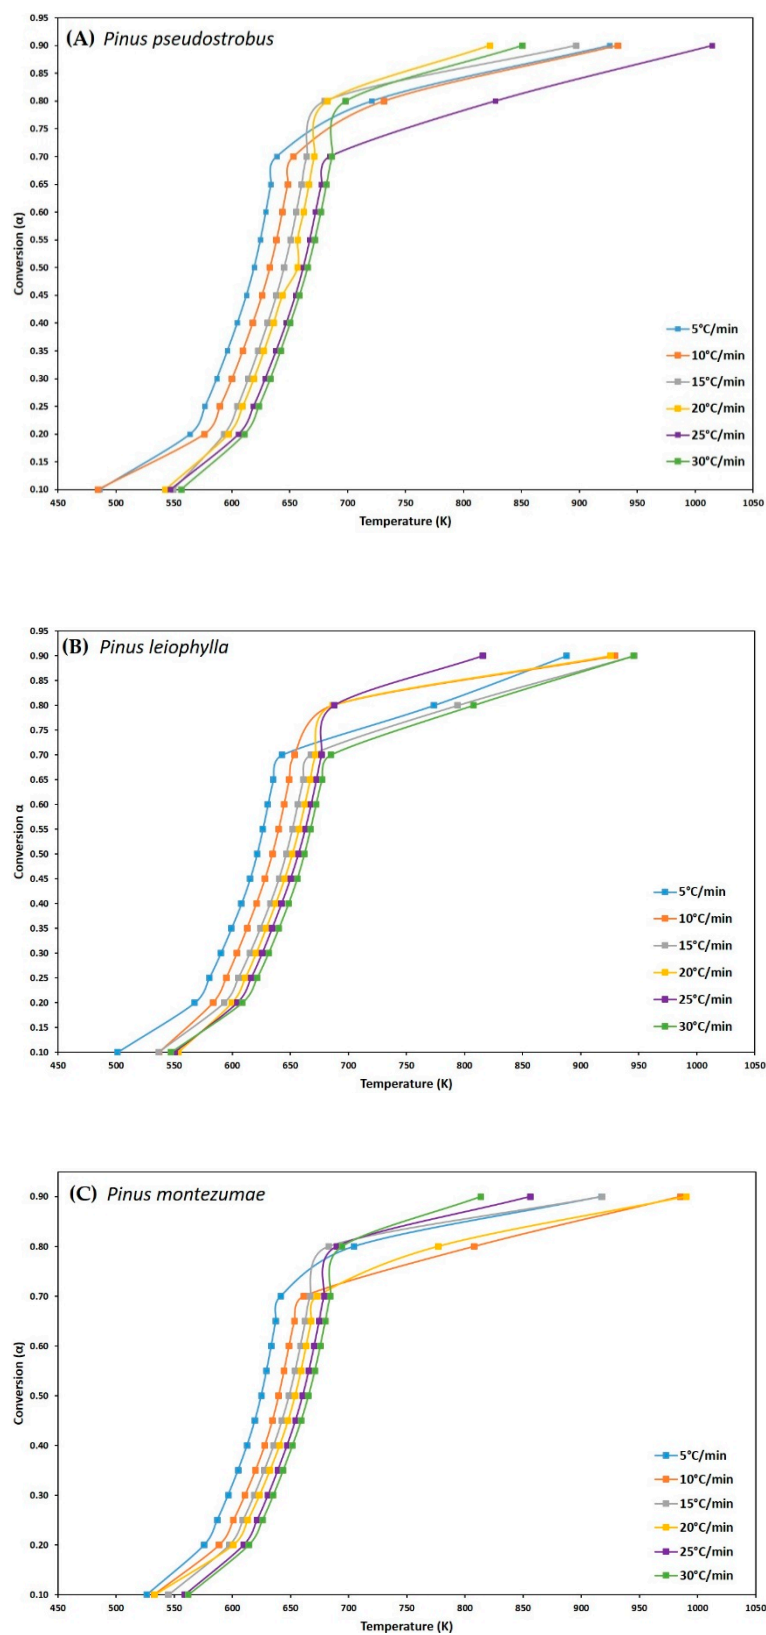 (A) Pinus pseudostrobus
0.95
0.90
0.85
0.80
0.75
0.70
0.65
0.60
0.55
0.50
0.45
0.40
0.35
0.30
0.25
0.20
0.15
0.10
Conversion (α)
5°C/min
10°C/min
15°C/min
20°C/min
25°C/min
30°C/min
450 500 550 600 650 700 750 800 850 900 950 1000 1050
Temperature (K)
(B) Pinus leiophylla
0.95
0.90
0.85
0.80
0.75
0.70
0.65
0.60
0.55
0.50
0.45
0.40
0.35
0.30
0.25
0.20
0.15
0.10
Conversion α
5°C/min
10°C/min
15°C/min
20°C/min
25°C/min
30°C/min
450 500 550 600 650 700 750 800 850 900 950 1000 1050
Temperature (K)
(C) Pinus montezumae
0.90
0.80
0.70
0.60
0.50
0.40
0.30
0.20
0.10
Conversion (α)
5°C/min
10°C/min
15°C/min
20°C/min
25°C/min
30°C/min
450 500 550 600 650 700 750 800 850 900 950 1000 1050
Temperature (K)